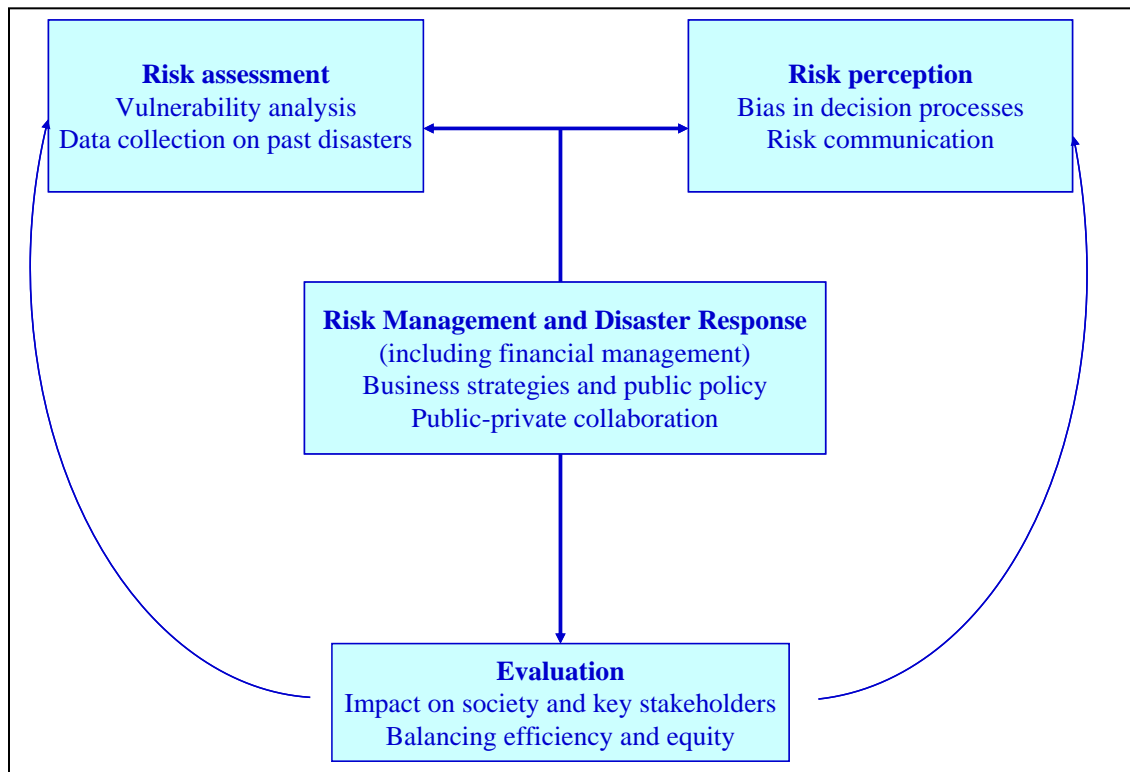 Risk assessment
Vulnerability analysis
Data collection on past disasters
Risk perception
Bias in decision processes
Risk communication
Risk Management and Disaster Response
(including financial management)
Business strategies and public policy
Public-private collaboration
Evaluation
Impact on society and key stakeholders
Balancing efficiency and equity